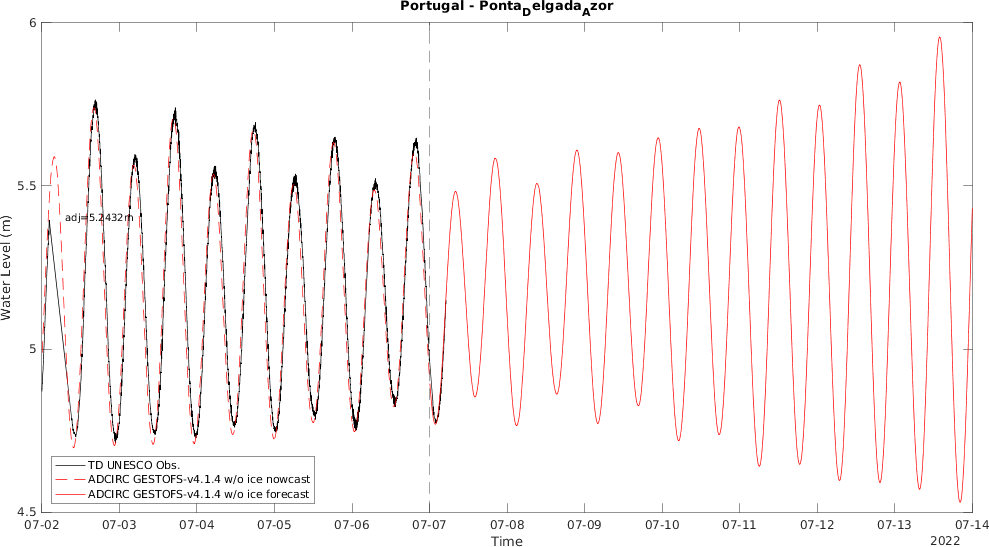 Portugal - Ponta_Delgada_Azor
6
5.5
5
4.5
Water Level (m)
adj=5.2432m
TD UNESCO Obs.
ADCIRC GESTOFS-v4.1.4 w/o ice nowcast
ADCIRC GESTOFS-v4.1.4 w/o ice forecast
07-02 07-03 07-04 07-05 07-06 07-07 07-08 07-09 07-10 07-11 07-12 07-13 07-14
Time
2022